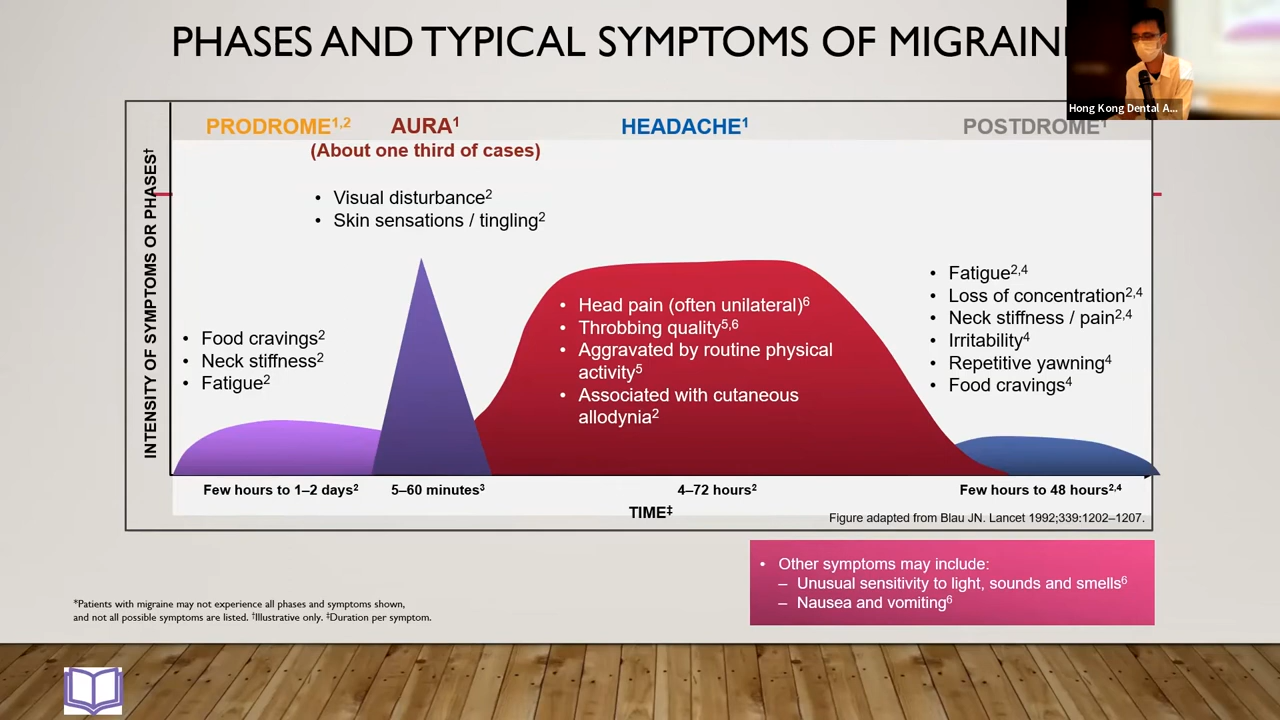 PHASES AND TYPICAL SYMPTOMS OF MIGRAIN
Hong Kong Dental A...
PRODROME1,2
AURA1
(About one third of cases)
HEADACHE1
POSTDROME1
INTENSITY OF SYMPTOMS OR PHASES†
• Visual disturbance2
• Skin sensations / tingling2
• Food cravings2
• Neck stiffness2
• Fatigue2
• Head pain (often unilateral)6
• Throbbing quality5,6
• Aggravated by routine physical
activity5
• Associated with cutaneous
allodynia2
• Fatigue2,4
• Loss of concentration2,4
• Neck stiffness / pain2,4
• Irritability4
• Repetitive yawning4
• Food cravings4
Few hours to 1–2 days2
5–60 minutes3
4–72 hours2
Few hours to 48 hours2,4
TIME‡
Figure adapted from Blau JN. Lancet 1992;339:1202–1207.
• Other symptoms may include:
– Unusual sensitivity to light, sounds and smells6
– Nausea and vomiting6
*Patients with migraine may not experience all phases and symptoms shown,
and not all possible symptoms are listed. †Illustrative only. ‡Duration per symptom.